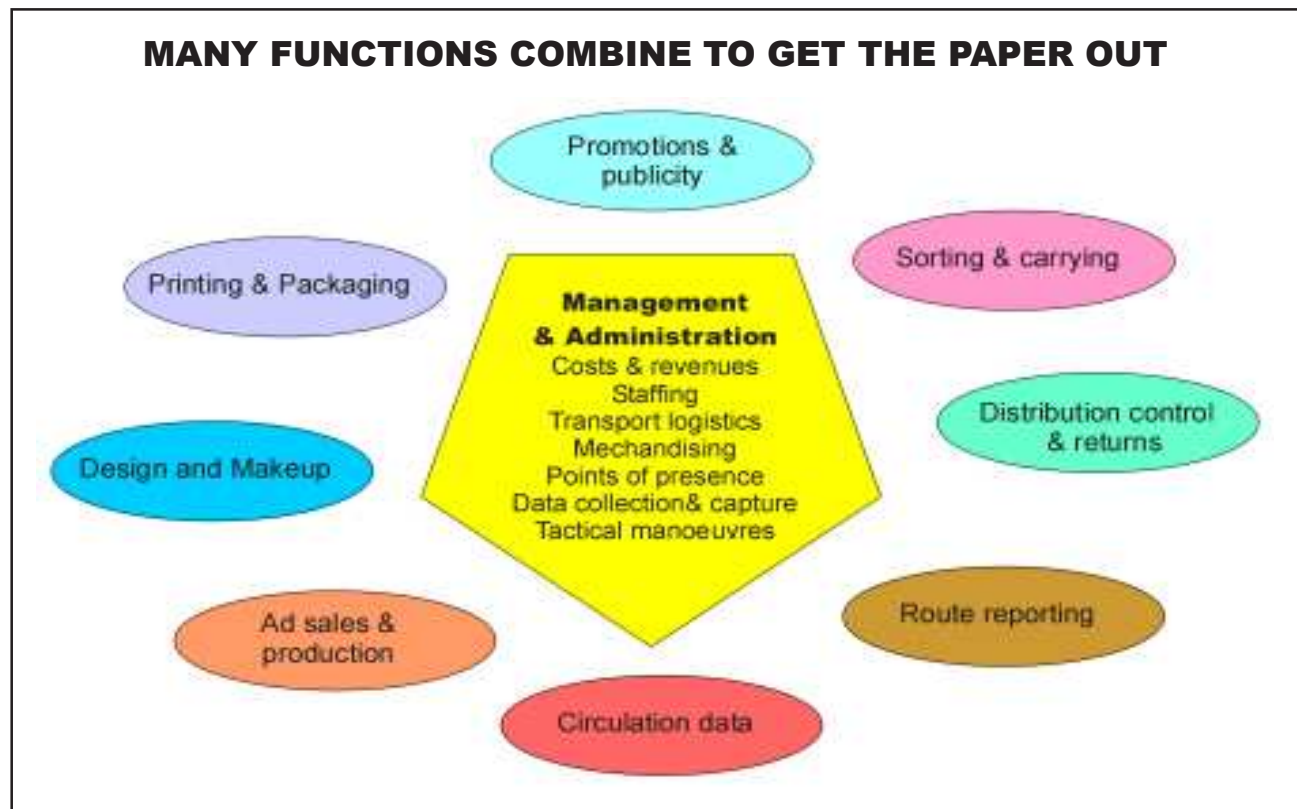 MANY FUNCTIONS COMBINE TO GET THE PAPER OUT
Promotions &
publicity
Printing & Packaging
Sorting & carrying
Management
& Administration
Costs & revenues
Staffing
Transport logistics
Mechandising
Points of presence
Data collection& capture
Tactical manoeuvres
Distribution control
& returns
Design and Makeup
Ad sales &
production
Route reporting
Circulation data